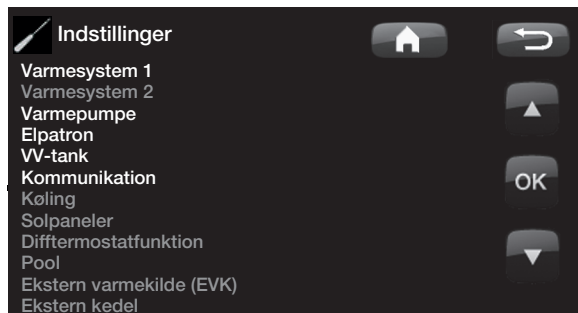 Indstillinger
Varmesystem 1
Varmesystem 2
Varmepumpe
Elpatron
VV-tank
Kommunikation
OK
Køling
Solpaneler
Difftermostatfunktion
Pool
Ekstern varmekilde (EVK)
Ekstern kedel